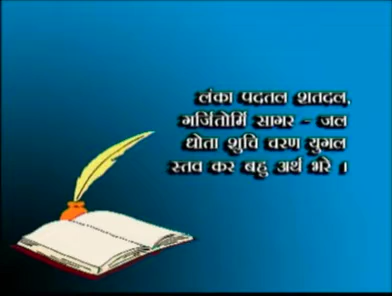 लंका पदतल शतदल,
गर्जितोर्मि सागर - जल
धोता शुचि चरण युगल
स्तव कर बहु अर्थ भरे ।